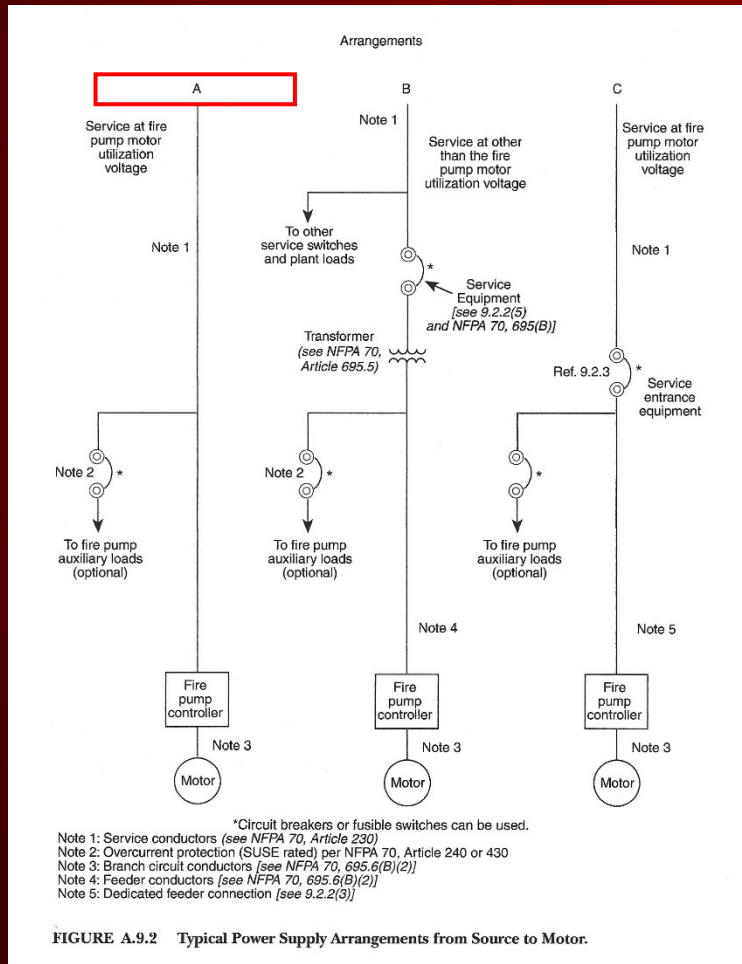 Arrangements
A
B
C
Service at fire
pump motor
utilization
voltage
Note 1
Service at other
than the fire
pump motor
utilization voltage
Service at fire
pump motor
utilization
voltage
Note 1
To other
service switches
and plant loads
Note 1
*
Service
Equipment
[see 9.2.2(5)
and NFPA 70, 695(B)]
Transformer
(see NFPA 70,
Article 695.5)
Ref. 9.2.3
*
Service
entrance
equipment
Note 2
*
Note 2
*
*
To fire pump
auxiliary loads
(optional)
To fire pump
auxiliary loads
(optional)
To fire pump
auxiliary loads
(optional)
Note 4
Note 5
Fire
pump
controller
Fire
pump
controller
Fire
pump
controller
Note 3
Note 3
Note 3
Motor
Motor
Motor
*Circuit breakers or fusible switches can be used.
Note 1: Service conductors (see NFPA 70, Article 230)
Note 2: Overcurrent protection (SUSE rated) per NFPA 70, Article 240 or 430
Note 3: Branch circuit conductors [see NFPA 70, 695.6(B)(2)]
Note 4: Feeder conductors [see NFPA 70, 695.6(B)(2)]
Note 5: Dedicated feeder connection [see 9.2.2(3)]
FIGURE A.9.2 Typical Power Supply Arrangements from Source to Motor.